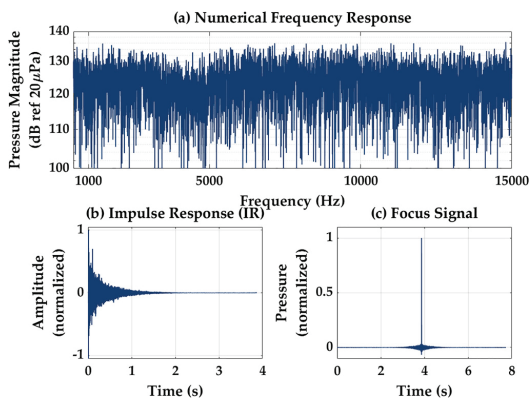 (a) Numerical Frequency Response
Pressure Magnitude
(dB ref 20μPa)
140
130
120
110
100
1000
5000
10000
15000
Frequency (Hz)
(b) Impulse Response (IR)
Amplitude
(normalized)
1
0
-1
0
1
2
3
4
Time (s)
(c) Focus Signal
Pressure
(normalized)
1
0.5
0
0
2
4
6
8
Time (s)